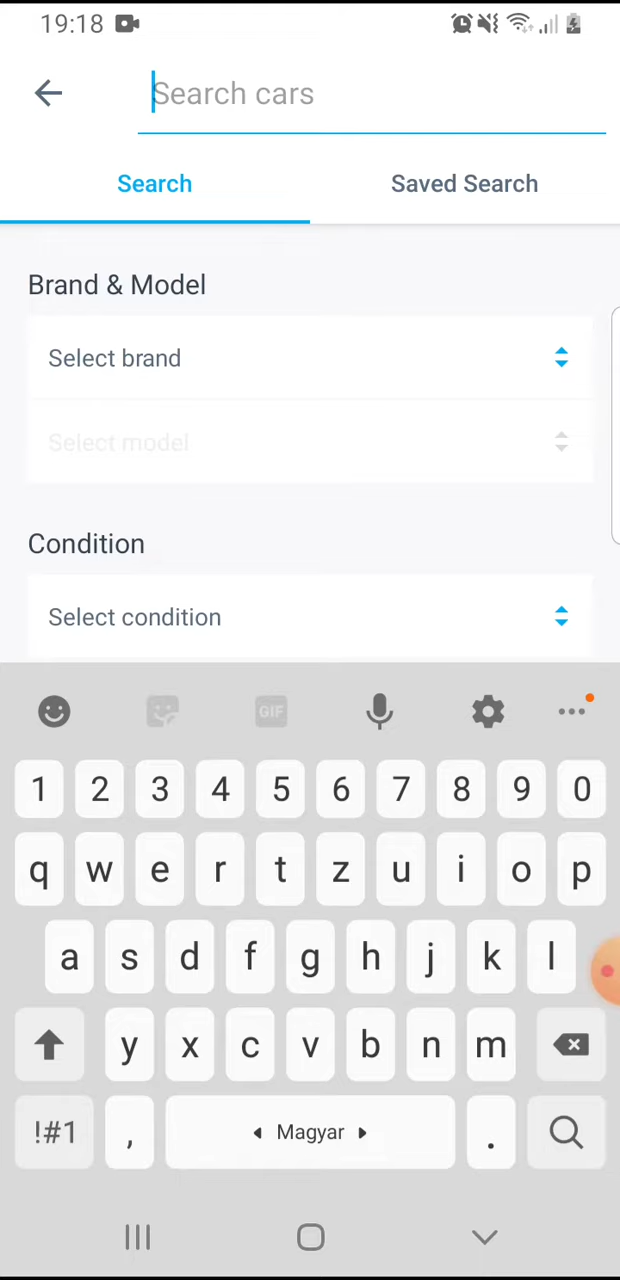 19:18
Search cars
Search Saved Search
Brand & Model
Select brand
Select model
Condition
Select condition
GIF
1 2 3 4 5 6 7 8 9 0
q w e r t z u i o p
a s d f g h j k l
y x c v b n m
!#1 , Magyar .